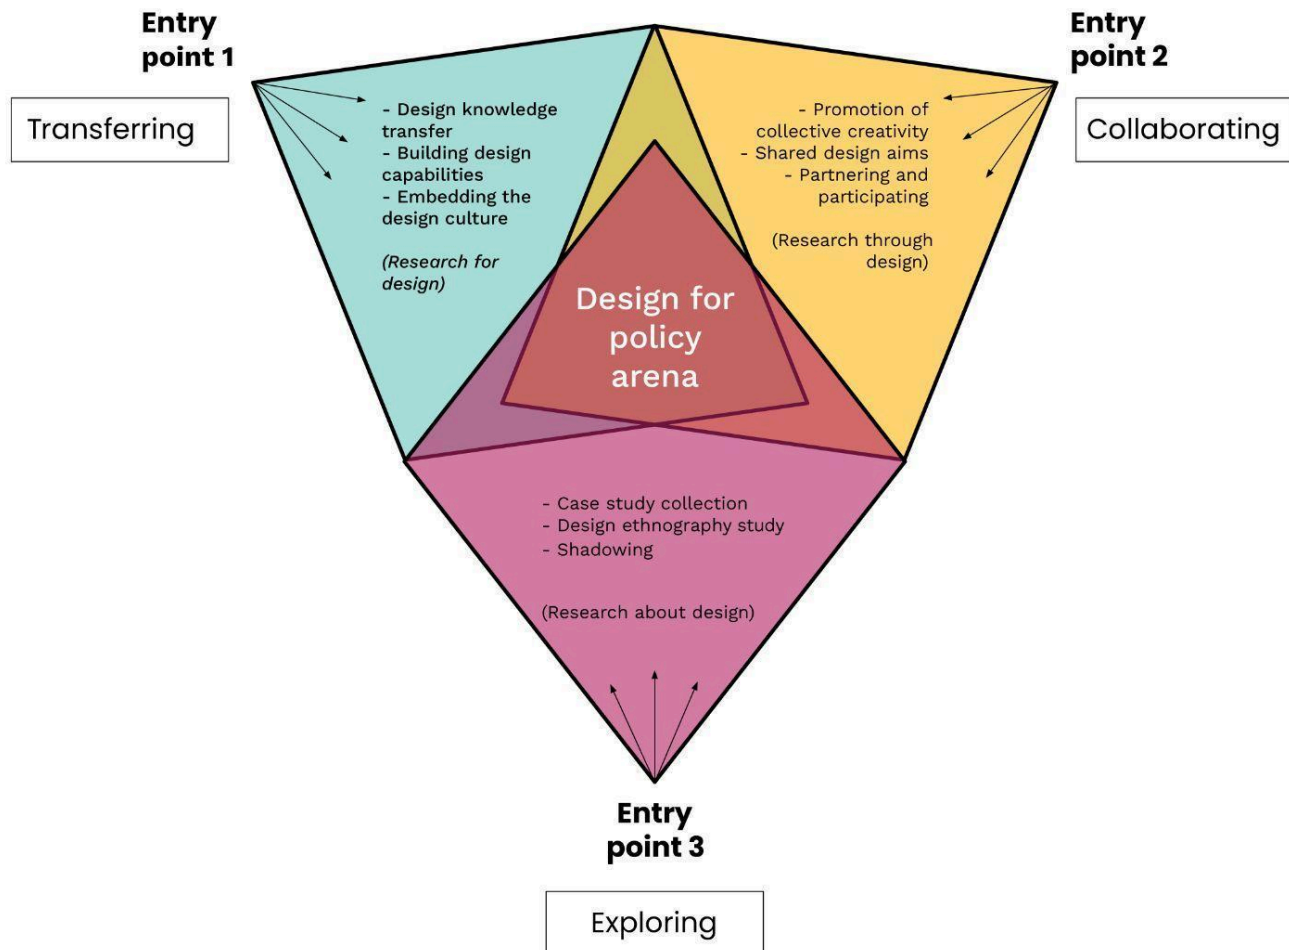 Entry
point 1
Transferring
- Design knowledge
transfer
- Building design
capabilities
- Embedding the
design culture
(Research for
design)
Entry
point 2
Collaborating
- Promotion of
collective creativity
- Shared design aims
- Partnering and
participating
(Research through
design)
Design for
policy
arena
- Case study collection
- Design ethnography study
- Shadowing
(Research about design)
Entry
point 3
Exploring